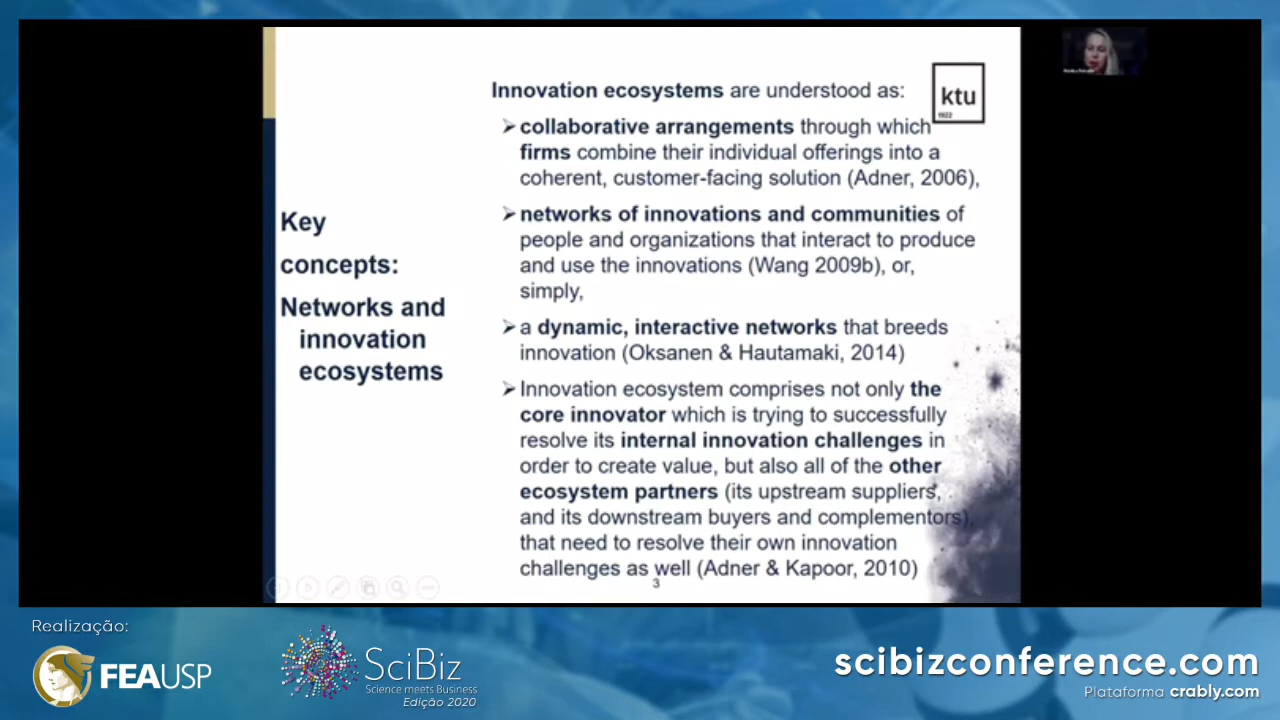 Key
concepts:
Networks and
innovation
ecosystems
Innovation ecosystems are understood as:
➢collaborative arrangements through which
firms combine their individual offerings into a
coherent, customer-facing solution (Adner, 2006),
➢networks of innovations and communities of
people and organizations that interact to produce
and use the innovations (Wang 2009b), or,
simply,
➢a dynamic, interactive networks that breeds
innovation (Oksanen & Hautamaki, 2014)
➢Innovation ecosystem comprises not only the
core innovator which is trying to successfully
resolve its internal innovation challenges in
order to create value, but also all of the other
ecosystem partners (its upstream suppliers,
and its downstream buyers and complementors),
that need to resolve their own innovation
challenges as well (Adner & Kapoor, 2010)
3
ktu
1922
Realização:
FEAUSP
SciBiz
Science meets Business
Edição 2020
scibizconference.com
Plataforma crably.com